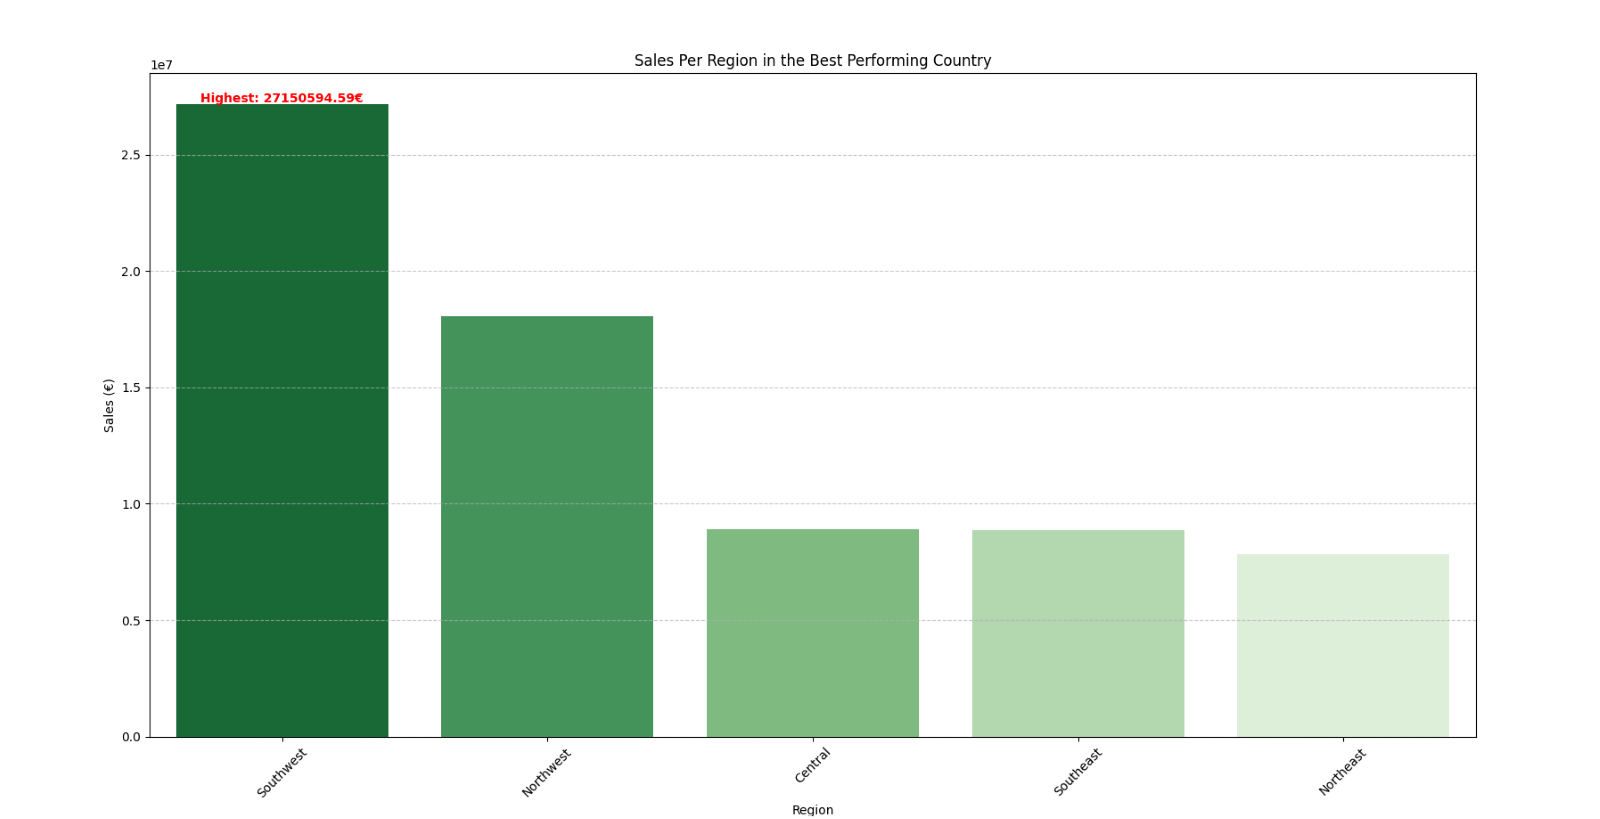 Sales Per Region in the Best Performing Country
1e7
Highest: 27150594.59€
2.5
2.0
1.5
1.0
0.5
0.0
Sales (€)
Southwest
Northwest
Central
Southeast
Northeast
Region